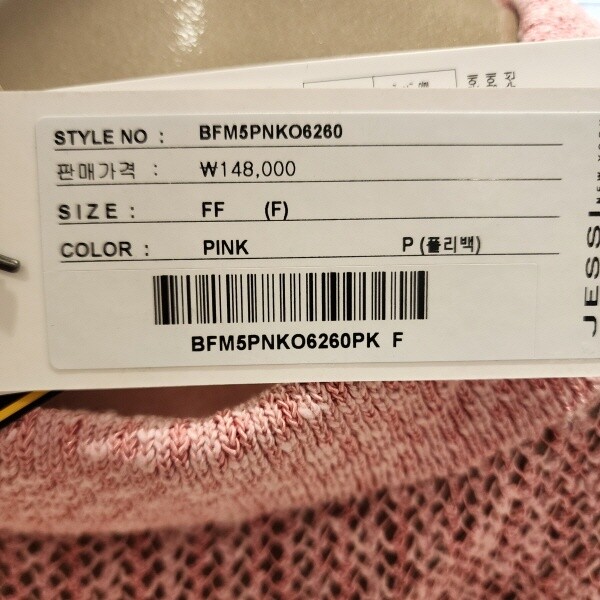 STYLE NO : BFM5PNKO6260
판매가격 : ₩148,000
SIZE : FF (F)
COLOR : PINK P (폴리백)
BFM5PNKO6260PK F
JESSI